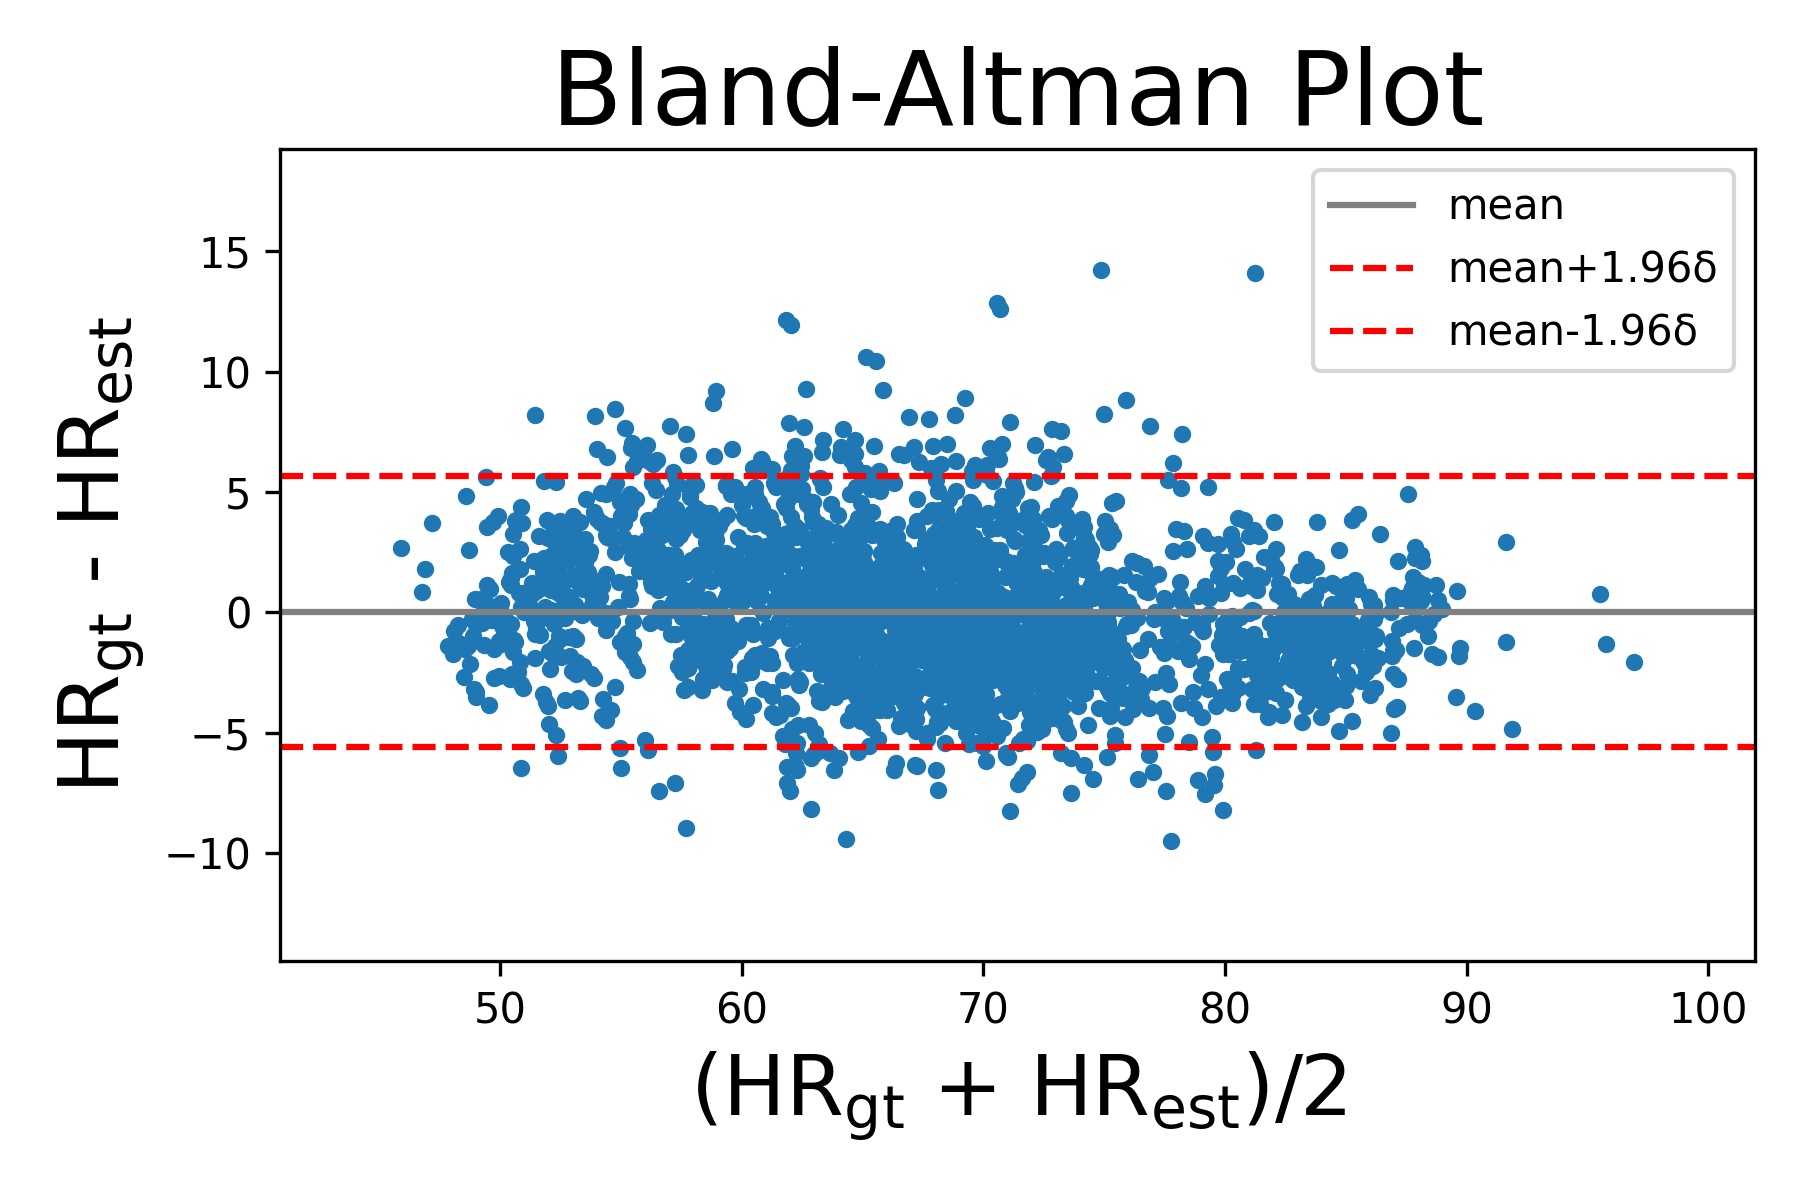 Bland-Altman Plot
mean
mean+1.96δ
mean-1.96δ
HRgt - HRest
15
10
5
0
−5
−10
50 60 70 80 90 100
(HRgt + HRest)/2